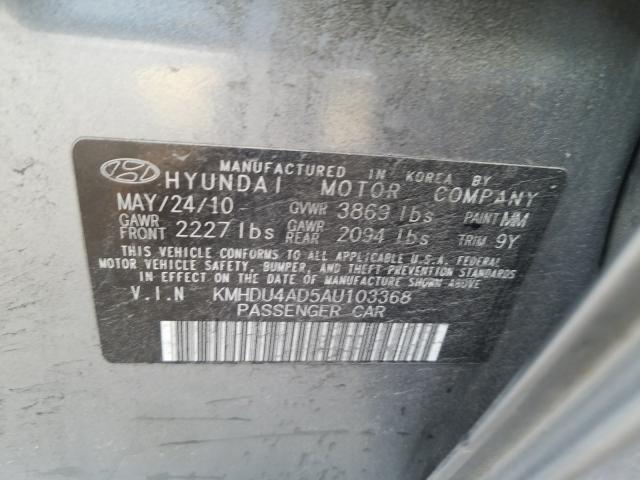 MANUFACTURED IN KOREA BY
HYUNDAI MOTOR COMPANY
MAY/24/10 GVWR 3869 lbs PAINT MM
GAWR FRONT 2227 lbs GAWR REAR 2094 lbs TRIM 9Y
THIS VEHICLE CONFORMS TO ALL APPLICABLE U.S.A. FEDERAL
MOTOR VEHICLE SAFETY, BUMPER, AND THEFT PREVENTION STANDARDS
IN EFFECT ON THE DATE OF MANUFACTURE SHOWN ABOVE.
V.I.N KMHDU4AD5AU103368
PASSENGER CAR